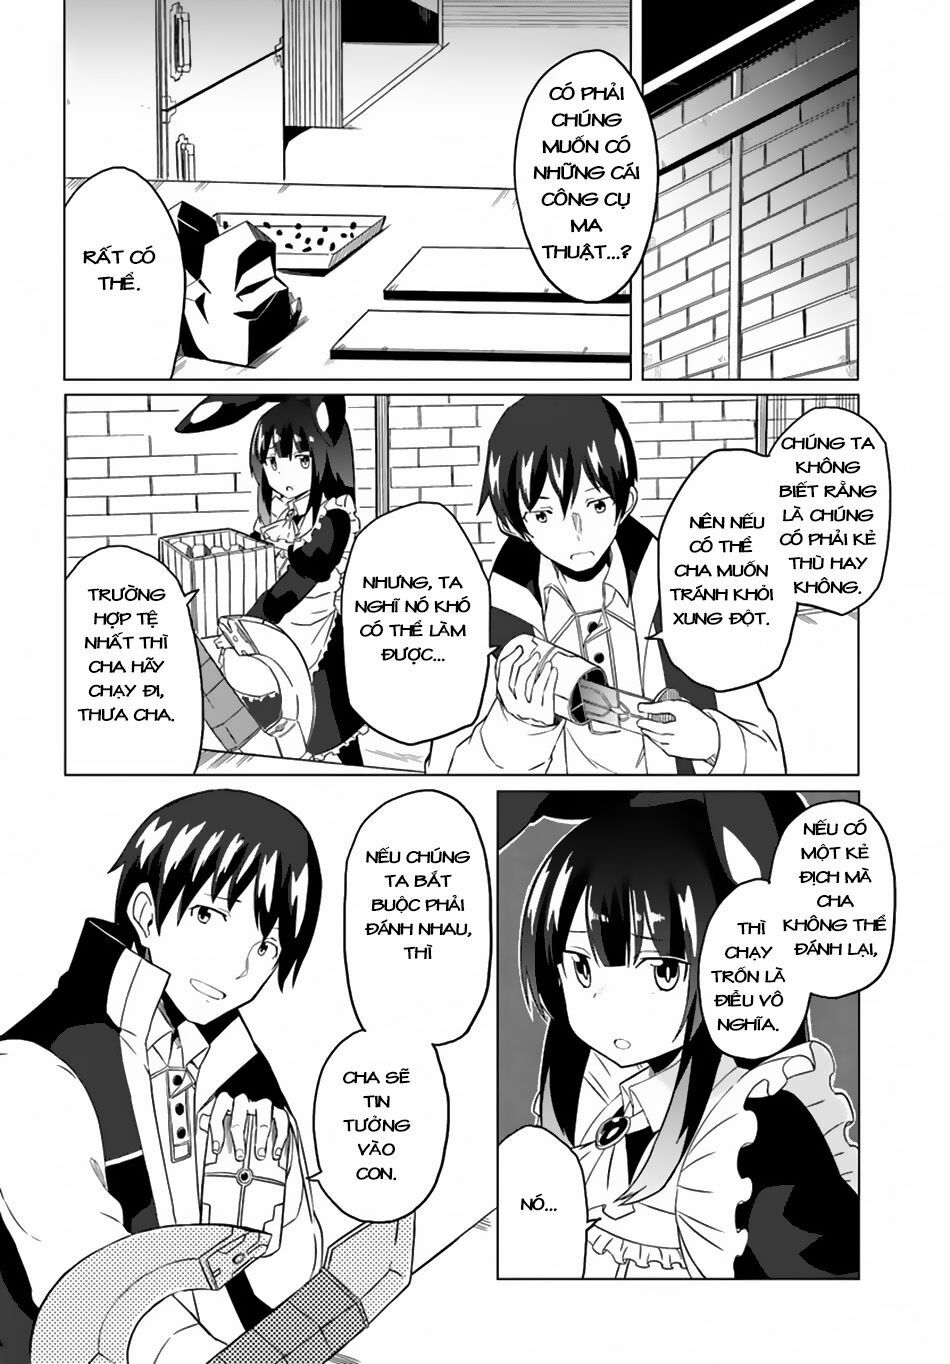 CÓ PHẢI
CHÚNG
MUỐN CÓ
NHỮNG CÁI
CÔNG CỤ
MA
THUẬT...?
RẤT CÓ
THỂ.
CHÚNG TA
KHÔNG
BIẾT RẰNG
LÀ CHÚNG
CÓ PHẢI KẺ
THÙ HAY
KHÔNG.
NÊN NẾU
CÓ THỂ
CHA MUỐN
TRÁNH KHỎI
XUNG ĐỘT.
NHƯNG, TA
NGHĨ NÓ KHÓ
CÓ THỂ LÀM
ĐƯỢC...
TRƯỜNG
HỢP TỆ
NHẤT THÌ
CHA HÃY
CHẠY ĐI,
THƯA CHA.
NẾU CÓ
MỘT KẺ
ĐỊCH MÀ
CHA
KHÔNG THỂ
ĐÁNH LẠI,
THÌ
CHẠY
TRỐN LÀ
ĐIỀU VÔ
NGHĨA.
NÓ...
NẾU CHÚNG
TA BẮT
BUỘC PHẢI
ĐÁNH NHAU,
THÌ
CHA SẼ
TIN
TƯỞNG
VÀO
CON.